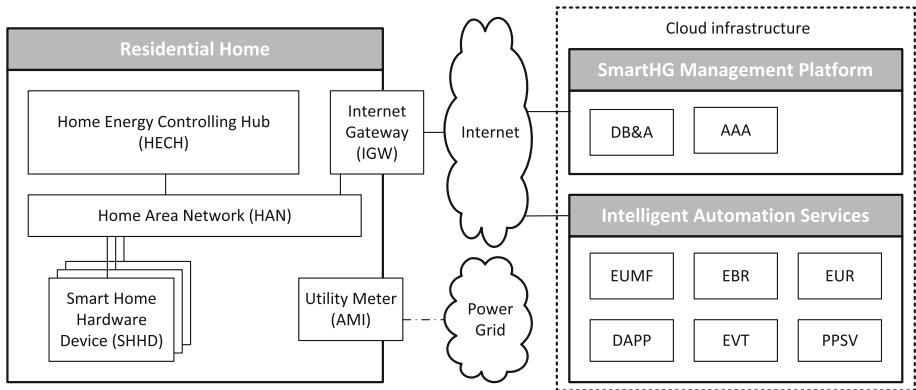 Residential Home
Home Energy Controlling Hub
(HECH)
Internet
Gateway
(IGW)
Home Area Network (HAN)
Smart Home
Hardware
Device (SHHD)
Utility Meter
(AMI)
Internet
Power
Grid
Cloud infrastructure
SmartHG Management Platform
DB&A
AAA
Intelligent Automation Services
EUMF
EBR
EUR
DAPP
EVT
PPSV